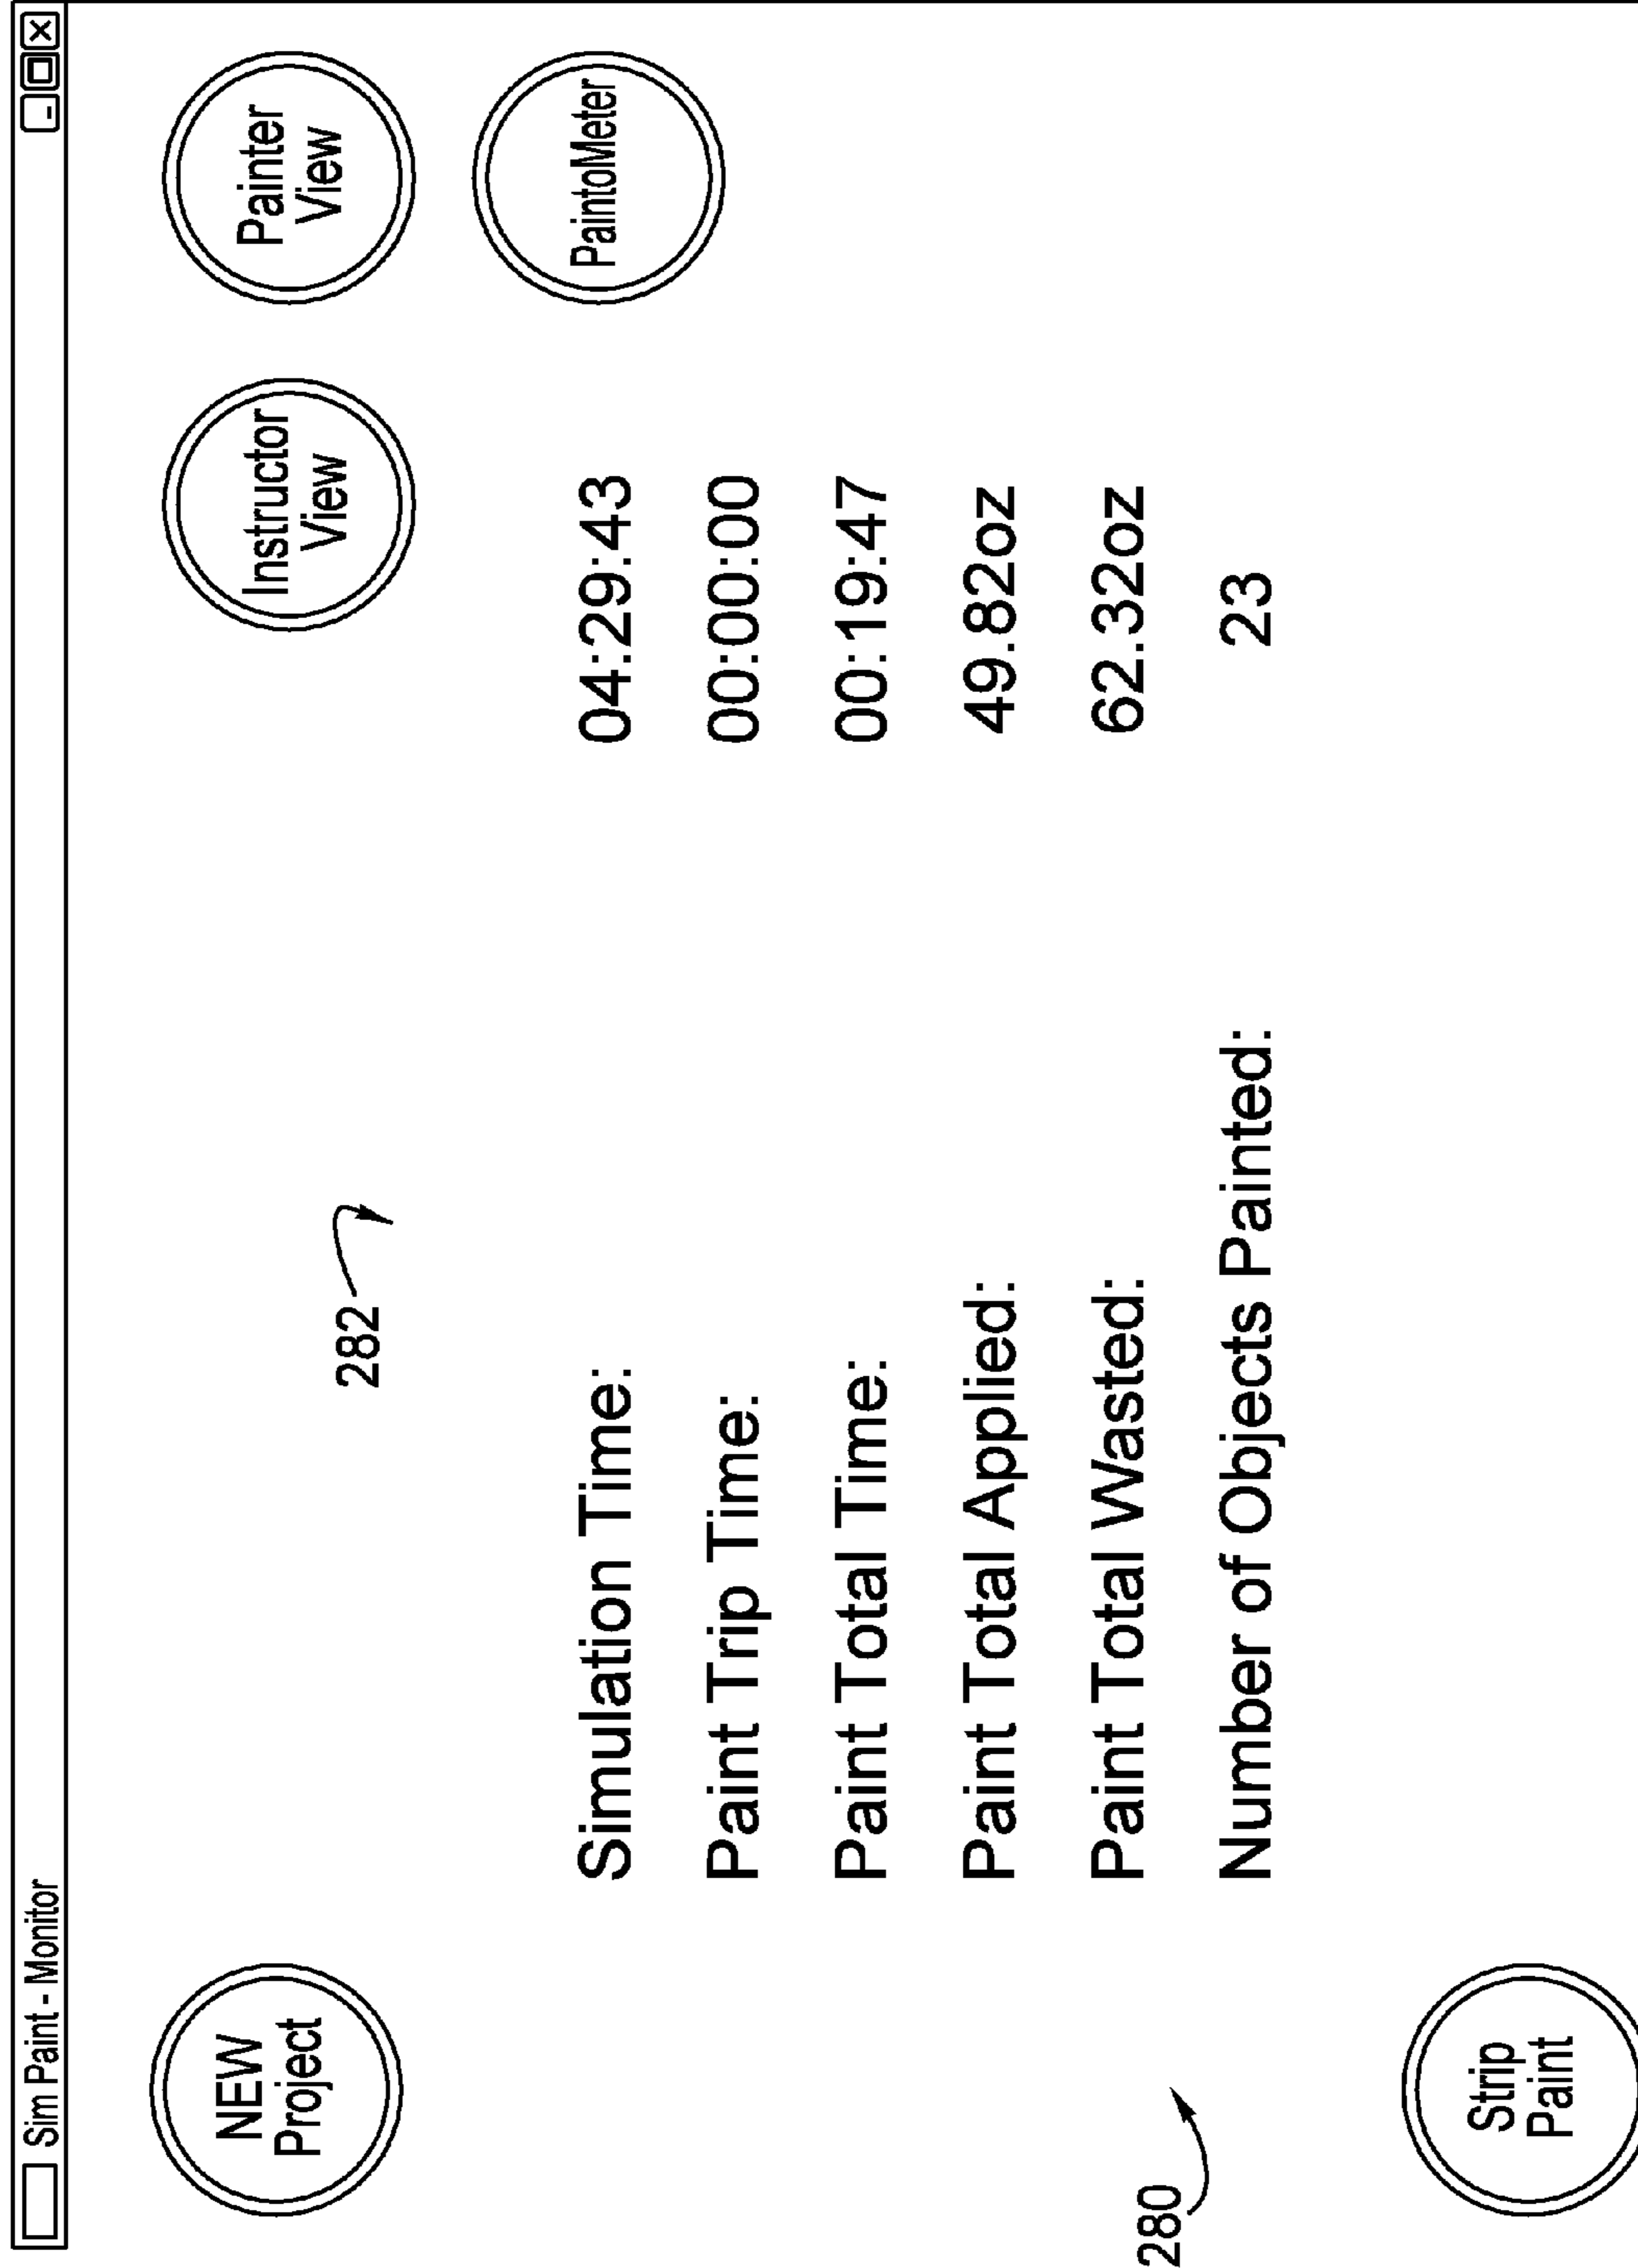 Sim Paint - Monitor
NEW
Project
282
Instructor
View
Painter
View
PaintoMeter
Simulation Time: 04:29:43
Paint Trip Time: 00:00:00
Paint Total Time: 00:19:47
Paint Total Applied: 49.82oz
Paint Total Wasted: 62.32oz
Number of Objects Painted: 23
280
Strip
Paint